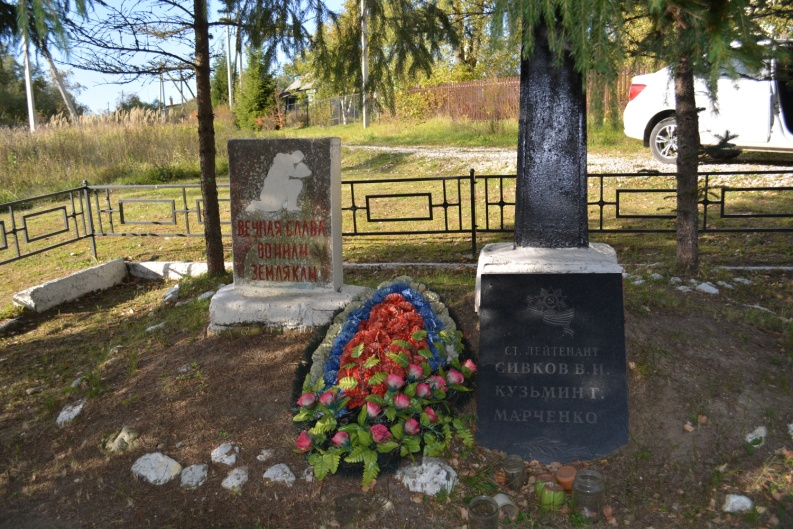 ВЕЧНАЯ СЛАВА
ВОИНАМ
ЗЕМЛЯКАМ
СТ. ЛЕЙТЕНАНТ
СИВКОВ В.И.
КУЗЬМИН Г.
МАРЧЕНКО